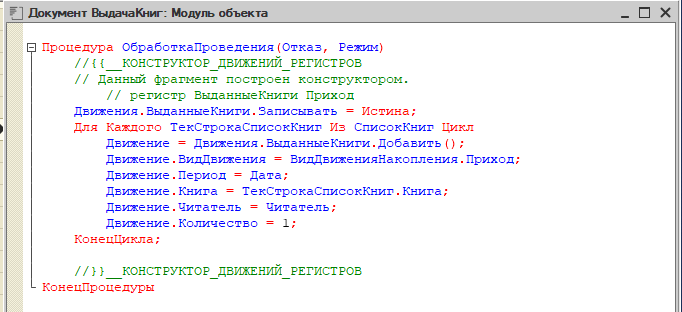 Документ ВыдачаКниг: Модуль объекта
Процедура ОбработкаПроведения(Отказ, Режим)
//{{__КОНСТРУКТОР_ДВИЖЕНИЙ_РЕГИСТРОВ
// Данный фрагмент построен конструктором.
// регистр ВыданныеКниги Приход
Движения.ВыданныеКниги.Записывать = Истина;
Для Каждого ТекСтрокаСписокКниг Из СписокКниг Цикл
Движение = Движения.ВыданныеКниги.Добавить();
Движение.ВидДвижения = ВидДвиженияНакопления.Приход;
Движение.Период = Дата;
Движение.Книга = ТекСтрокаСписокКниг.Книга;
Движение.Читатель = Читатель;
Движение.Количество = 1;
КонецЦикла;
//}}__КОНСТРУКТОР_ДВИЖЕНИЙ_РЕГИСТРОВ
КонецПроцедуры